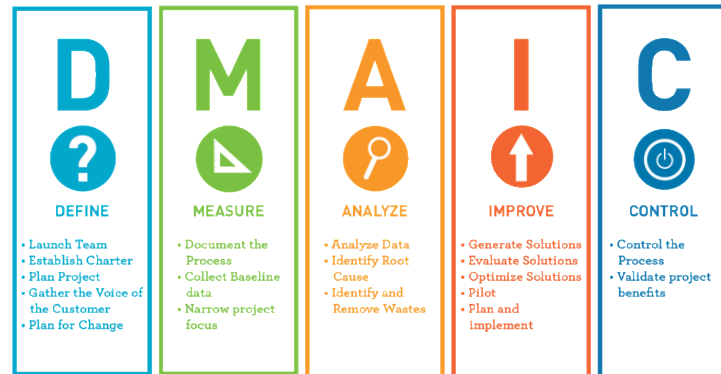 D
?
DEFINE
• Launch Team
• Establish Charter
• Plan Project
• Gather the Voice of
the Customer
• Plan for Change
M
MEASURE
• Document the
Process
• Collect Baseline
data
• Narrow project
focus
A
ANALYZE
• Analyze Data
• Identify Root
Cause
• Identify and
Remove Wastes
I
IMPROVE
• Generate Solutions
• Evaluate Solutions
• Optimize Solutions
• Pilot
• Plan and
implement
C
CONTROL
• Control the
Process
• Validate project
benefits